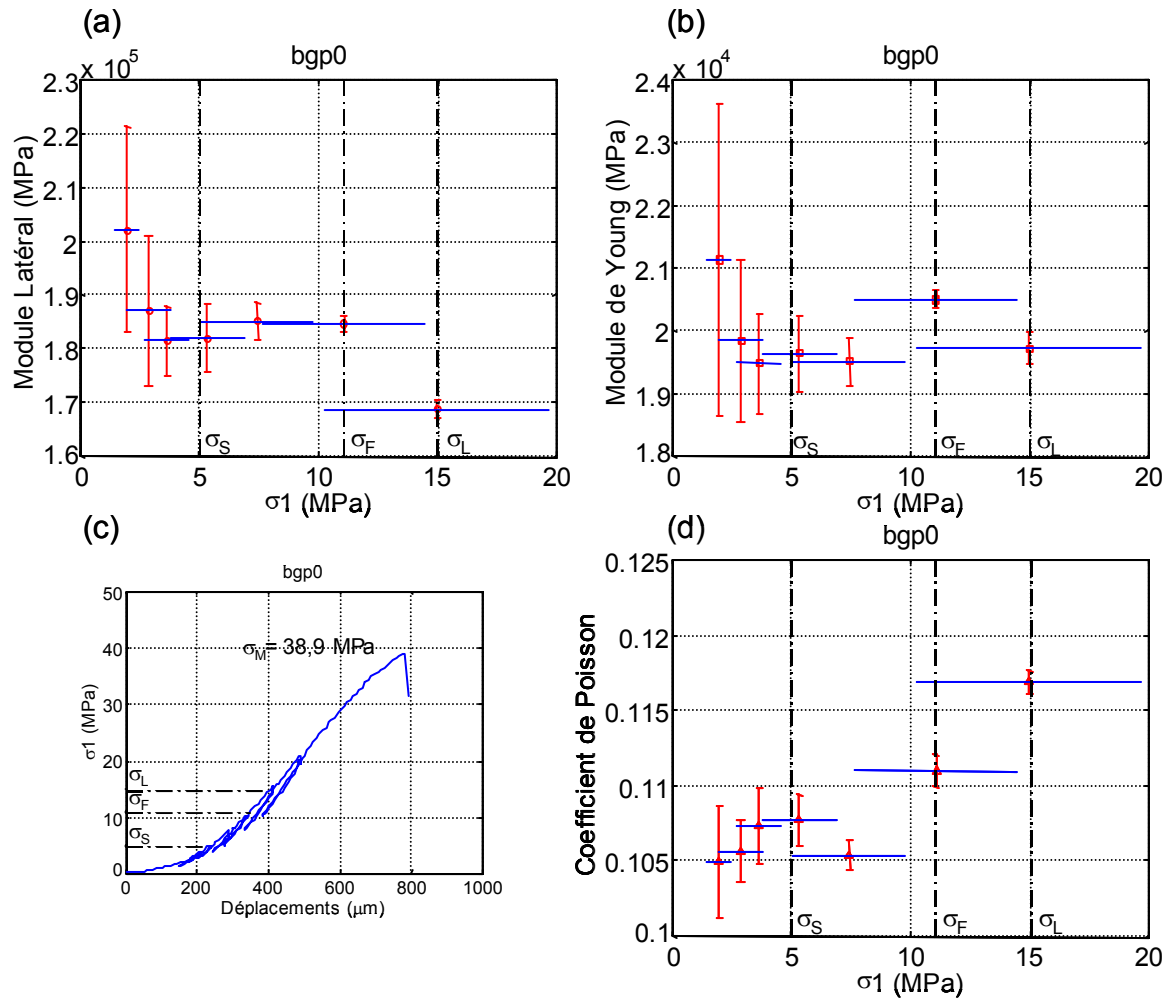 (a)
bgp0
x 10⁵
2.3
2.2
2.1
2
1.9
1.8
1.7
1.6
Module Latéral (MPa)
σS σF σL
0 5 10 15 20
σ1 (MPa)
(b)
bgp0
x 10⁴
2.4
2.3
2.2
2.1
2
1.9
1.8
Module de Young (MPa)
σS σF σL
0 5 10 15 20
σ1 (MPa)
(c)
bgp0
50
40
30
20
10
0
σ1 (MPa)
σM= 38,9 MPa
σL
σF
σS
0 200 400 600 800 1000
Déplacements (μm)
(d)
bgp0
0.125
0.12
0.115
0.11
0.105
0.1
Coefficient de Poisson
σS σF σL
0 5 10 15 20
σ1 (MPa)